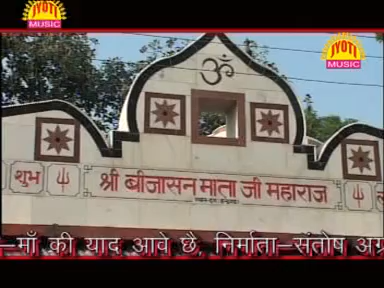 JYOTI
MUSIC
JYOTI
MUSIC
ॐ
शुभ श्री बीजासन माता जी महाराज
–माँ की याद आवे छै, निर्माता–संतोष अग्र